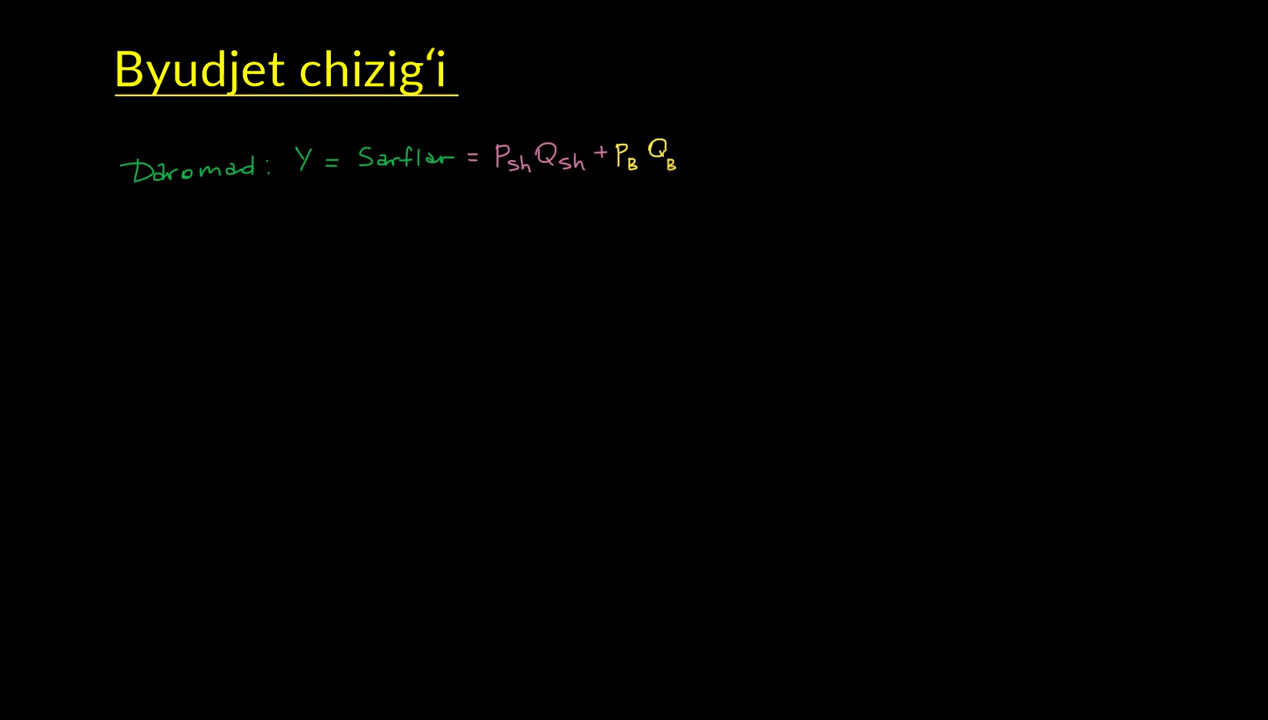 Byudjet chizig‘i
Daromad: Y = Sarflar = P_sh Q_sh + P_B Q_B